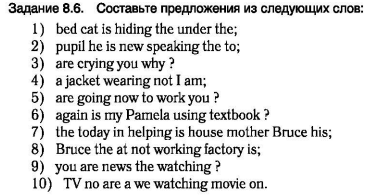 Задание 8.6. Составьте предложения из следующих слов:
1) bed cat is hiding the under the;
2) pupil he is new speaking the to;
3) are crying you why ?
4) a jacket wearing not I am;
5) are going now to work you ?
6) again is my Pamela using textbook ?
7) the today in helping is house mother Bruce his;
8) Bruce the at not working factory is;
9) you are news the watching ?
10) TV no are a we watching movie on.